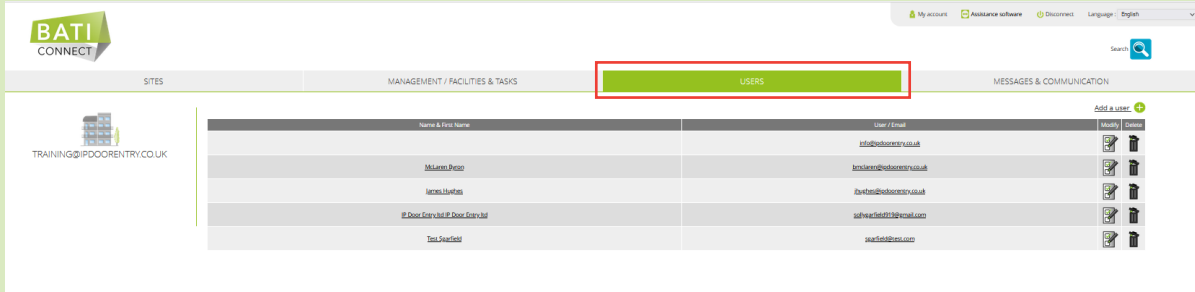 My account Assistance software Disconnect Language : English
BATI
CONNECT
Search
SITES MANAGEMENT / FACILITIES & TASKS USERS MESSAGES & COMMUNICATION
Add a user
TRAINING@IPDOORENTRY.CO.UK
Name & First Name User / Email Modify Delete
info@ipdoorentry.co.uk
McLaren Byron bmclaren@ipdoorentry.co.uk
James Hughes jhughes@ipdoorentry.co.uk
IP Door Entry ltd IP Door Entry ltd sollygarfield919@gmail.com
Test Sgarfield sgarfield@test.com